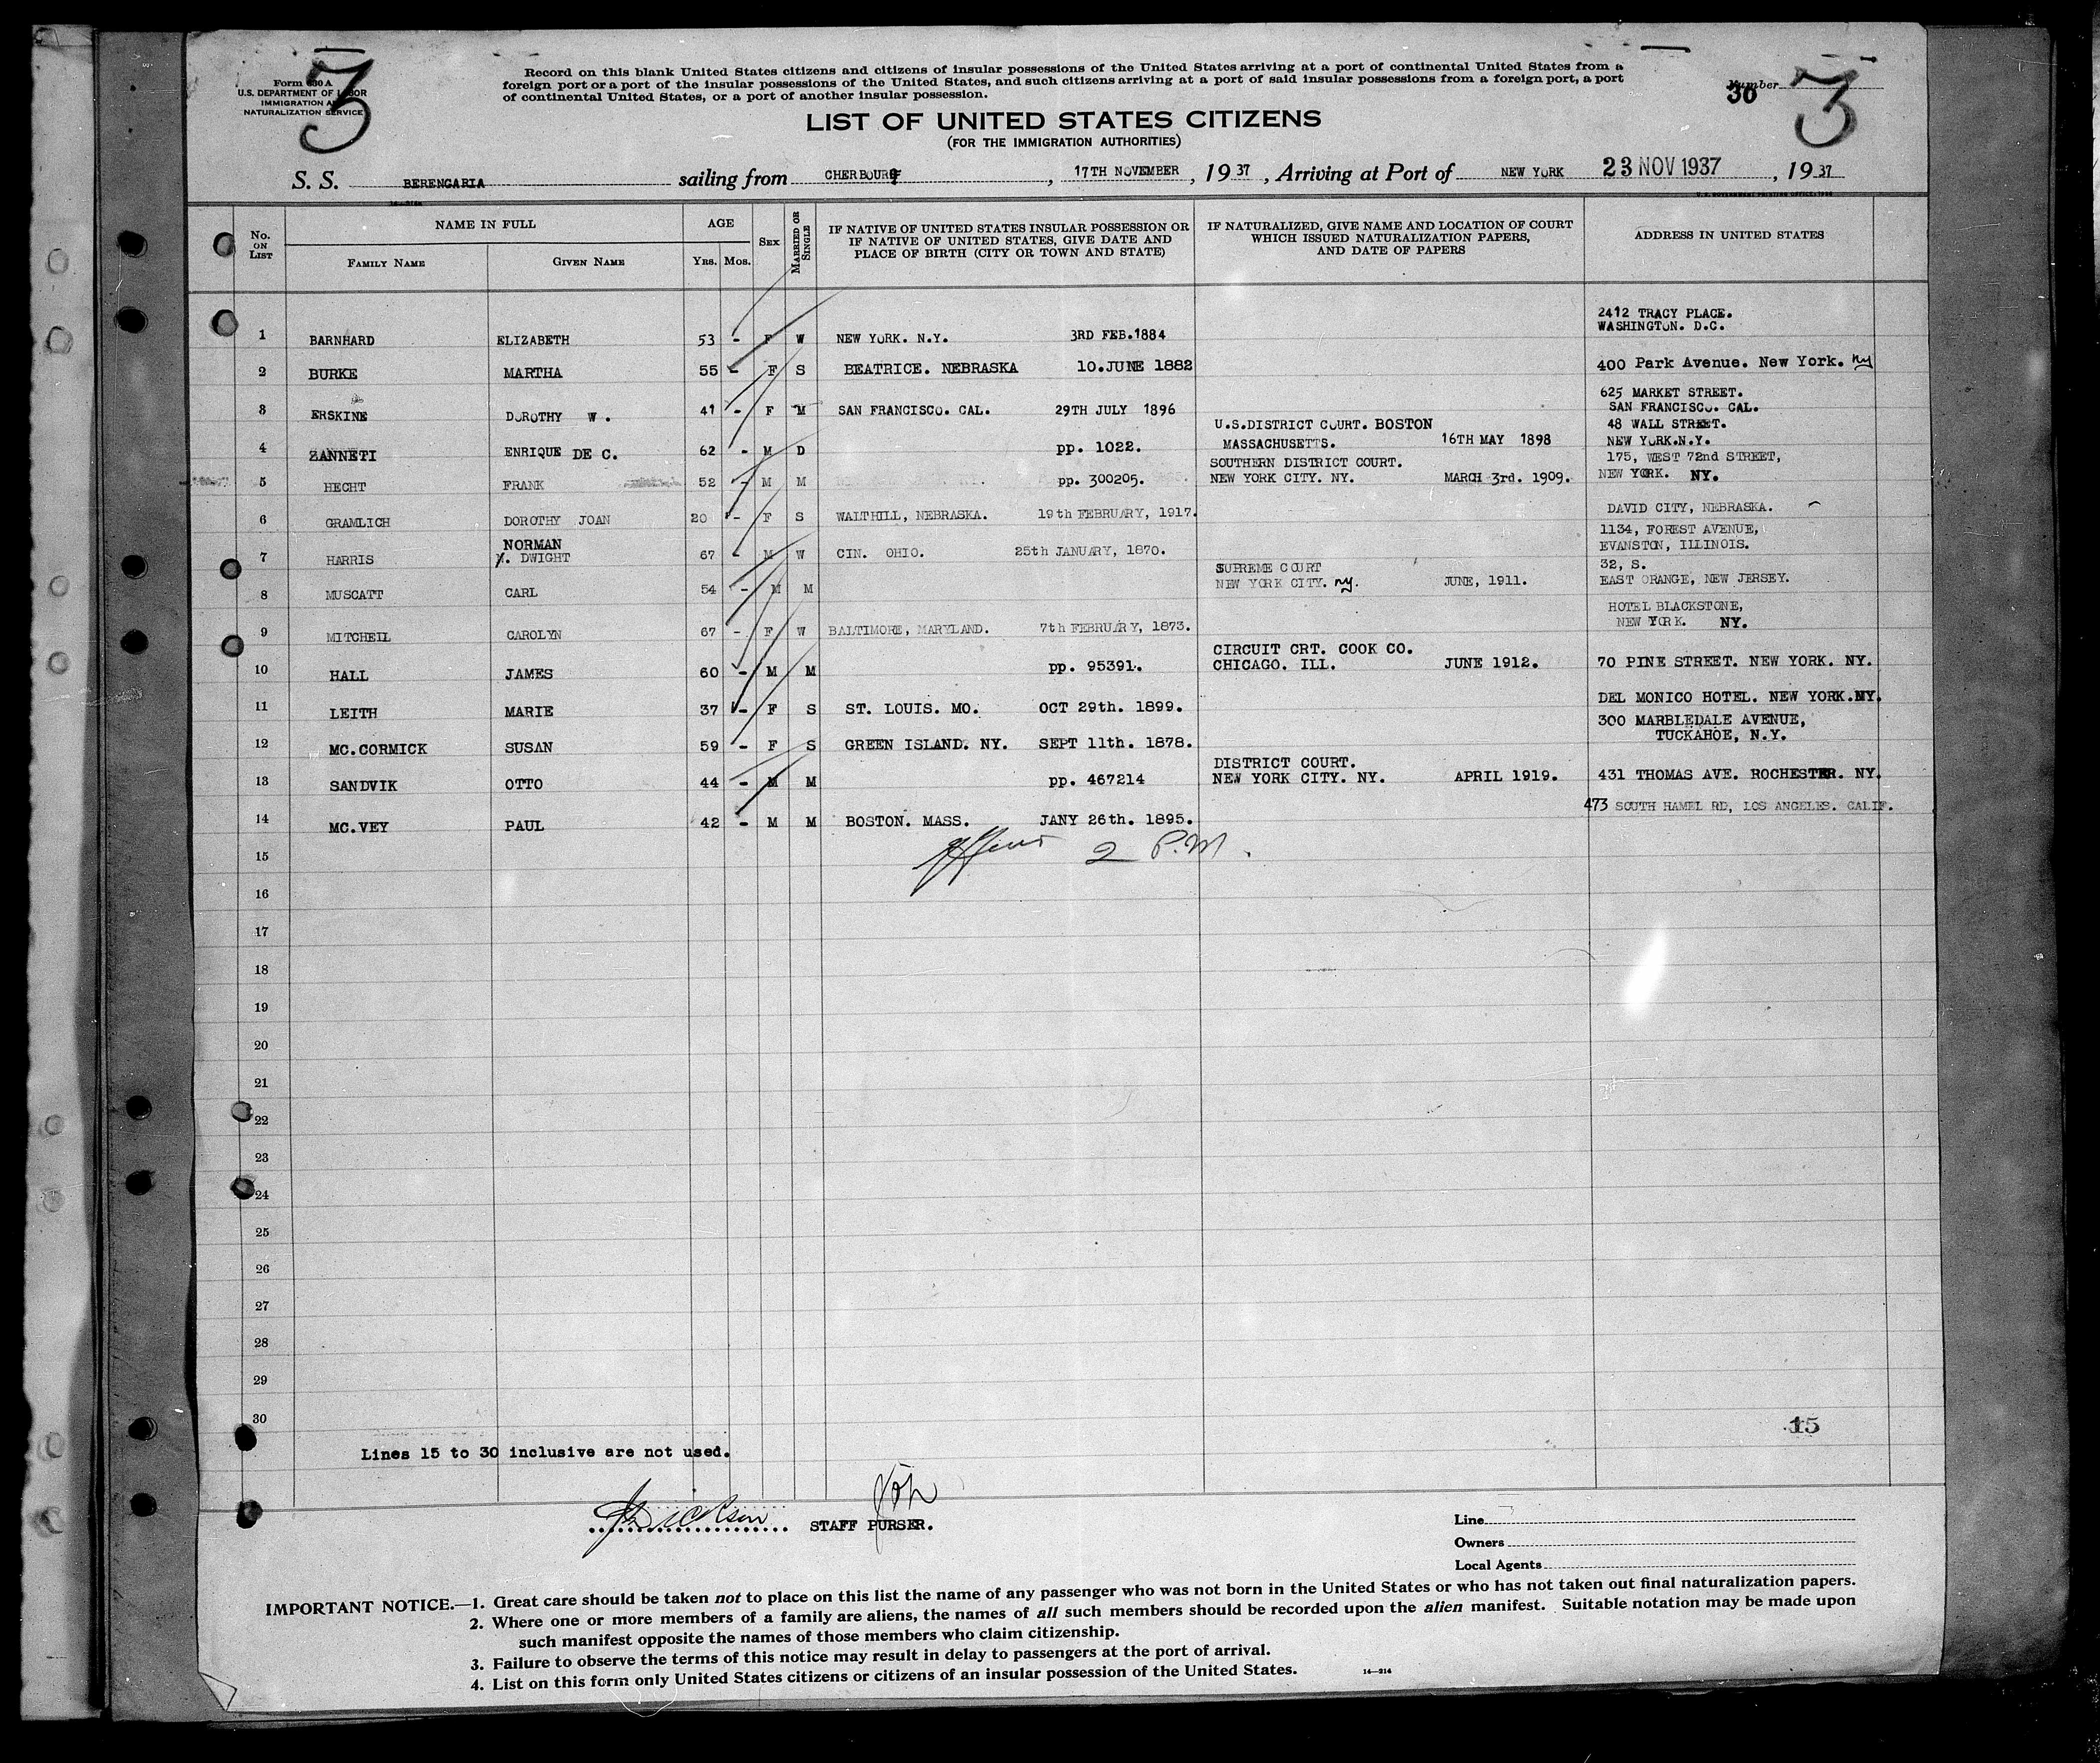 3
Form 630 A
U.S. DEPARTMENT OF LABOR
IMMIGRATION AND
NATURALIZATION SERVICE
Record on this blank United States citizens and citizens of insular possessions of the United States arriving at a port of continental United States from a
foreign port or a port of the insular possessions of the United States, and such citizens arriving at a port of said insular possessions from a foreign port, a port
of continental United States, or a port of another insular possession.
Number
30
3
LIST OF UNITED STATES CITIZENS
(FOR THE IMMIGRATION AUTHORITIES)
S. S. BERENGARIA sailing from CHERBOURG, 17TH NOVEMBER, 19 37, Arriving at Port of NEW YORK 23 NOV 1937, 19 37
No. ON LIST
NAME IN FULL
FAMILY NAME GIVEN NAME
AGE
YRS. MOS.
SEX
MARRIED OR SINGLE
IF NATIVE OF UNITED STATES INSULAR POSSESSION OR
IF NATIVE OF UNITED STATES, GIVE DATE AND
PLACE OF BIRTH (CITY OR TOWN AND STATE)
IF NATURALIZED, GIVE NAME AND LOCATION OF COURT
WHICH ISSUED NATURALIZATION PAPERS,
AND DATE OF PAPERS
ADDRESS IN UNITED STATES
2412 TRACY PLACE.
WASHINGTON. D.C.
1 BARNHARD ELIZABETH 53 - F W NEW YORK. N.Y. 3RD FEB.1884
2 BURKE MARTHA 55 - F S BEATRICE. NEBRASKA 10.JUNE 1882 400 Park Avenue. New York. ny
625 MARKET STREET.
SAN FRANCISCO. CAL.
3 ERSKINE DOROTHY W. 41 - F M SAN FRANCISCO. CAL. 29TH JULY 1896
U.S.DISTRICT COURT. BOSTON 48 WALL STREET.
4 ZANNETI ENRIQUE DE C. 62 - M D pp. 1022. MASSACHUSETTS. 16TH MAY 1898 NEW YORK.N.Y.
SOUTHERN DISTRICT COURT. 175, WEST 72nd STREET,
5 HECHT FRANK 52 - M M pp. 300205. NEW YORK CITY. NY. MARCH 3rd. 1909. NEW YORK. NY.
6 GRAMLICH DOROTHY JOAN 20 - F S WALTHILL, NEBRASKA. 19th FEBRUARY, 1917. DAVID CITY, NEBRASKA.
NORMAN 1134, FOREST AVENUE,
7 HARRIS N. DWIGHT 67 - M W CIN. OHIO. 25th JANUARY, 1870. EVANSTON, ILLINOIS.
SUPREME COURT 32, S.
8 MUSCATT CARL 54 - M M NEW YORK CITY. ny. JUNE, 1911. EAST ORANGE, NEW JERSEY.
HOTEL BLACKSTONE,
9 MITCHELL CAROLYN 67 - F W BALTIMORE, MARYLAND. 7th FEBRUARY, 1873. NEW YORK. NY.
CIRCUIT CRT. COOK CO.
10 HALL JAMES 60 - M M pp. 95391. CHICAGO. ILL. JUNE 1912. 70 PINE STREET. NEW YORK. NY.
11 LEITH MARIE 37 - F S ST. LOUIS. MO. OCT 29th. 1899. DEL MONICO HOTEL. NEW YORK.NY.
300 MARBLEDALE AVENUE,
12 MC.CORMICK SUSAN 59 - F S GREEN ISLAND. NY. SEPT 11th. 1878. TUCKAHOE, N.Y.
DISTRICT COURT.
13 SANDVIK OTTO 44 - M M pp. 467214 NEW YORK CITY. NY. APRIL 1919. 431 THOMAS AVE. ROCHESTER. NY.
14 MC.VEY PAUL 42 - M M BOSTON. MASS. JANY 26th. 1895. 473 SOUTH HAMEL RD, LOS ANGELES. CALIF.
15 2 P.M.
16
17
18
19
20
21
22
23
24
25
26
27
28
29
30
15
Lines 15 to 30 inclusive are not used.
STAFF PURSER.
Line
Owners
Local Agents
IMPORTANT NOTICE.—1. Great care should be taken not to place on this list the name of any passenger who was not born in the United States or who has not taken out final naturalization papers.
2. Where one or more members of a family are aliens, the names of all such members should be recorded upon the alien manifest. Suitable notation may be made upon
such manifest opposite the names of those members who claim citizenship.
3. Failure to observe the terms of this notice may result in delay to passengers at the port of arrival.
4. List on this form only United States citizens or citizens of an insular possession of the United States.
14—214